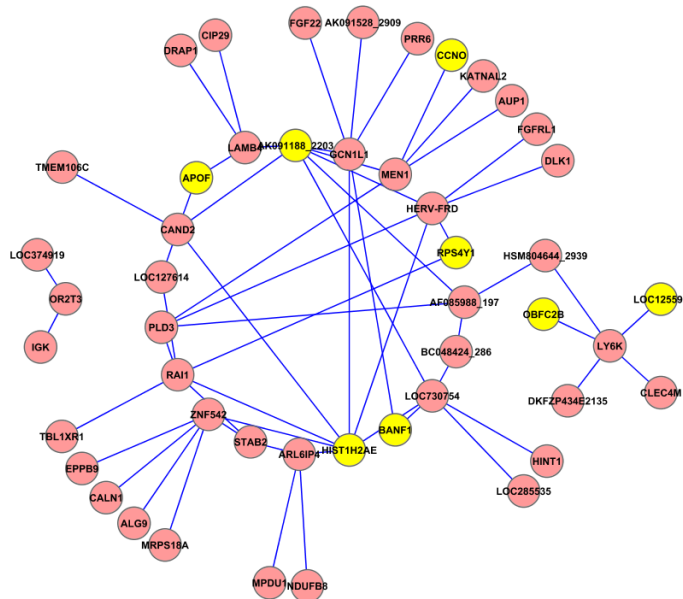 FGF22
AK091528_2909
CIP29
PRR6
DRAP1
CCNO
KATNAL2
AUP1
FGFRL1
LAMB4
AK091188_2203
GCN1L1
DLK1
TMEM106C
MEN1
APOF
HERV-FRD
CAND2
LOC374919
RPS4Y1
HSM804644_2939
LOC127614
OR2T3
AF085988_197
LOC12559
OBFC2B
PLD3
IGK
BC048424_286
LY6K
RAI1
LOC730754
CLEC4M
DKFZP434E2135
ZNF542
TBL1XR1
STAB2
BANF1
HIST1H2AE
ARL6IP4
HINT1
EPPB9
LOC285535
CALN1
ALG9
MRPS18A
MPDU1
NDUFB8